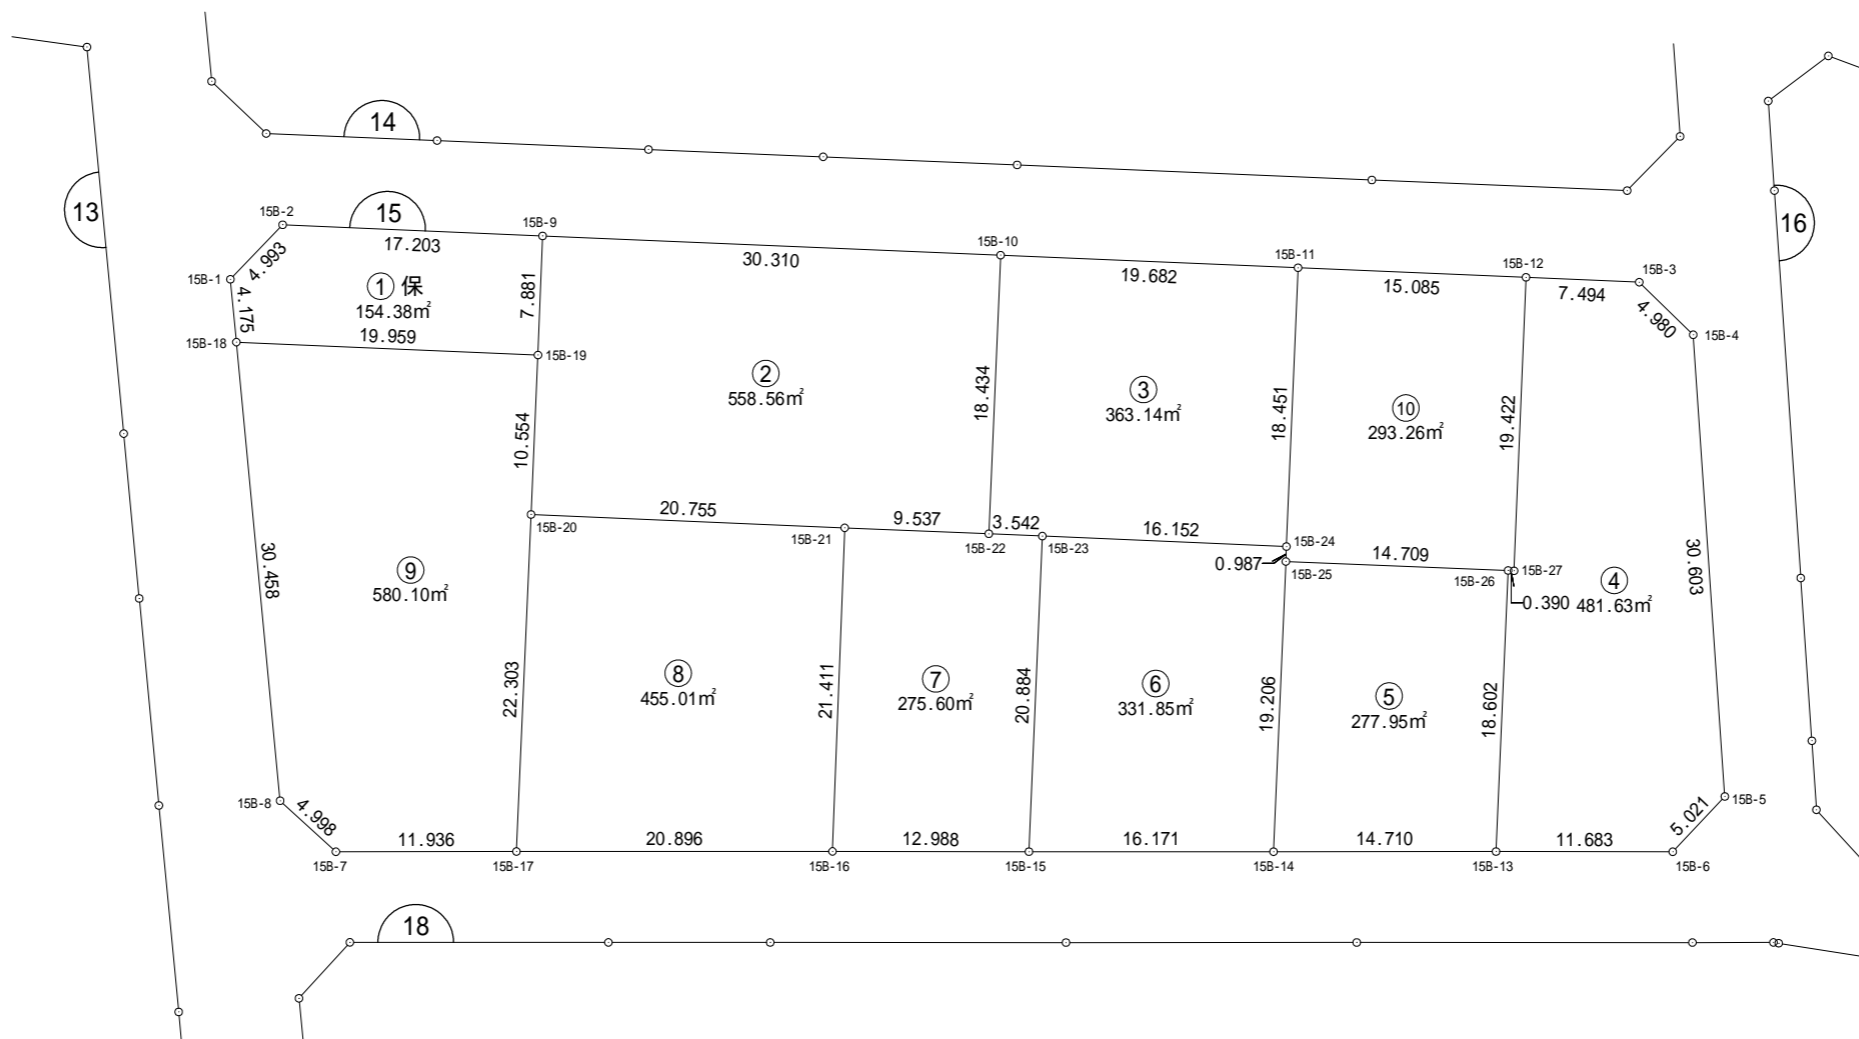 14
13
15
16
15B-2
15B-9
15B-10
15B-11
15B-12
15B-3
17.203
30.310
19.682
15.085
7.494
4.993
15B-1
① 保
154.38㎡
4.175
7.881
4.980
15B-4
15B-18
19.959
15B-19
②
558.56㎡
18.434
③
363.14㎡
18.451
⑩
293.26㎡
19.422
10.554
20.755
9.537
3.542
16.152
15B-20
15B-21
15B-22
15B-23
15B-24
0.987
15B-25
14.709
15B-26
15B-27
0.390
④
481.63㎡
30.603
30.458
⑨
580.10㎡
22.303
⑧
455.01㎡
21.411
⑦
275.60㎡
20.884
⑥
331.85㎡
19.206
⑤
277.95㎡
18.602
15B-8
4.998
15B-5
5.021
11.936
20.896
12.988
16.171
14.710
11.683
15B-7
15B-17
15B-16
15B-15
15B-14
15B-13
15B-6
18